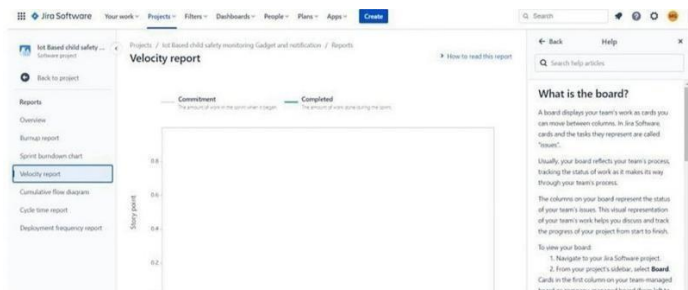 Jira Software
Your work
Projects
Filters
Dashboards
People
Plans
Apps
Create
Search
Iot Based child safety ...
Software project
Back to project
Reports
Overview
Burnup report
Sprint burndown chart
Velocity report
Cumulative flow diagram
Cycle time report
Deployment frequency report
Projects / Iot Based child safety monitoring Gadget and notification / Reports
Velocity report
How to read this report
Commitment
The amount of work in the sprint when it began.
Completed
The amount of work done during the sprint.
0.8
0.6
0.4
0.2
Story point
Back
Help
Search help articles
What is the board?
A board displays your team's work as cards you
can move between columns. In Jira Software,
cards and the tasks they represent are called
"issues".
Usually, your board reflects your team's process,
tracking the status of work as it makes its way
through your team's process.
The columns on your board represent the status
of your team's issues. This visual representation
of your team's work helps you discuss and track
the progress of your project from start to finish.
To view your board:
1. Navigate to your Jira Software project.
2. From your project's sidebar, select Board.
Cards in the first column on your team-managed